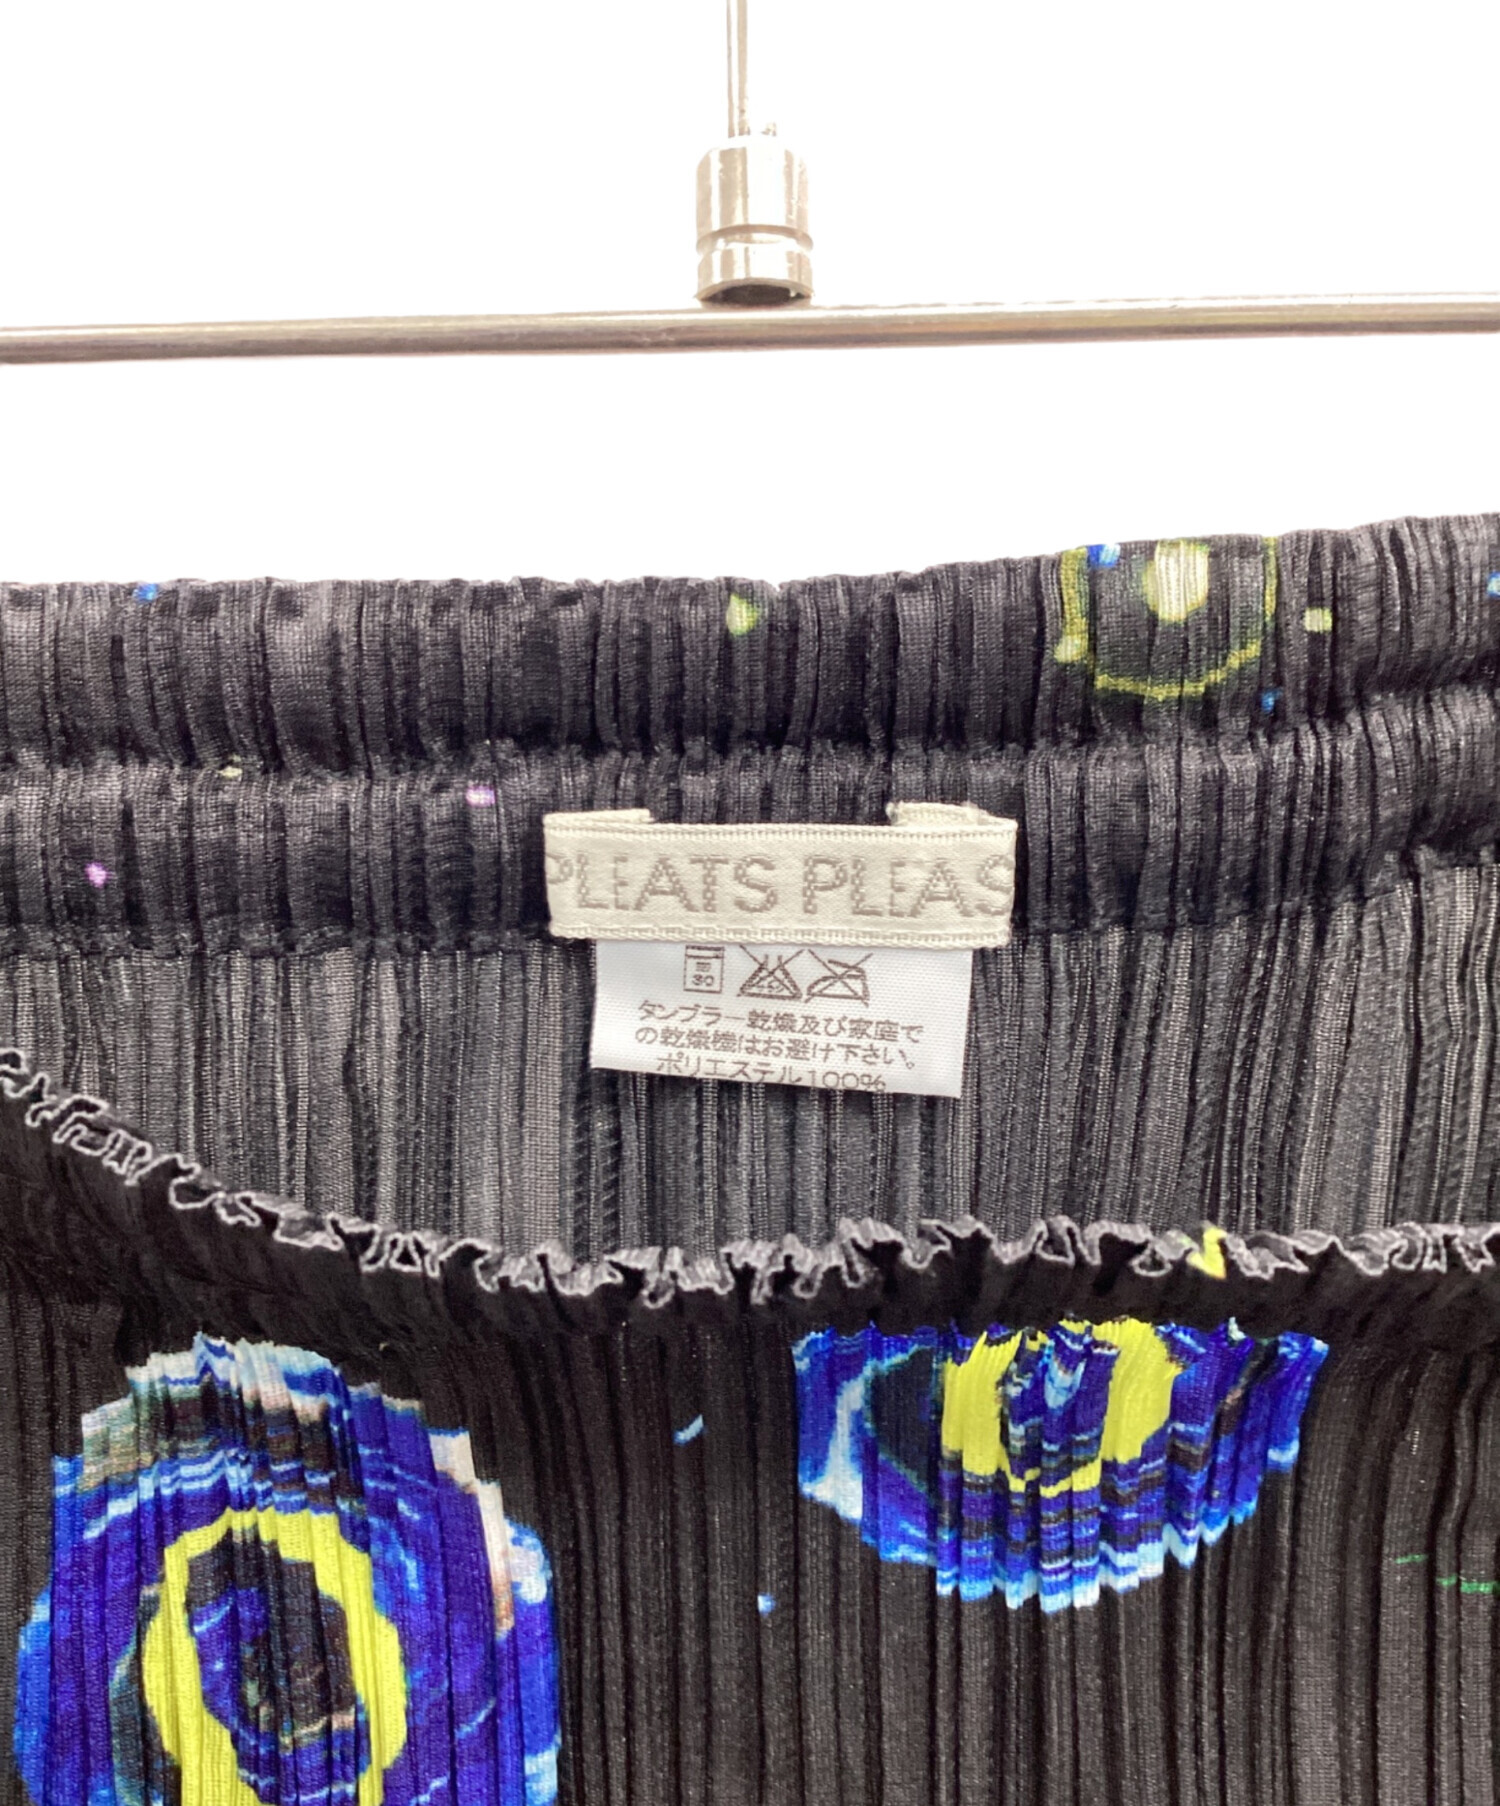 PLEATS PLEAS
30
タンブラー乾燥及び家庭で
の乾燥機はお避け下さい。
ポリエステル100%